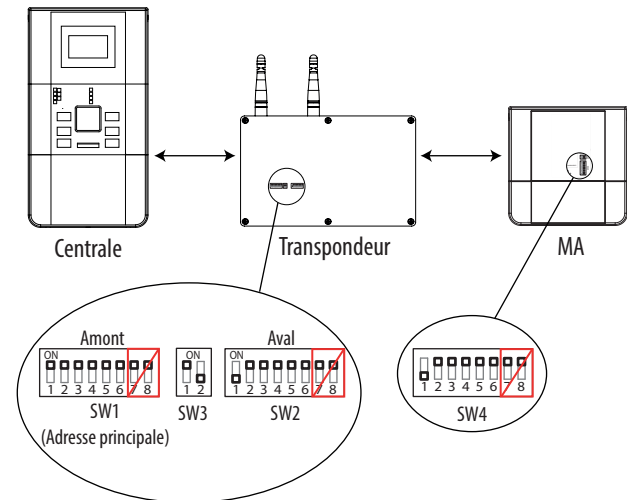 Centrale
Transpondeur
MA
Amont
ON
1 2 3 4 5 6 7 8
SW1
(Adresse principale)
ON
1 2
SW3
Aval
ON
1 2 3 4 5 6 7 8
SW2
1 2 3 4 5 6 7 8
SW4